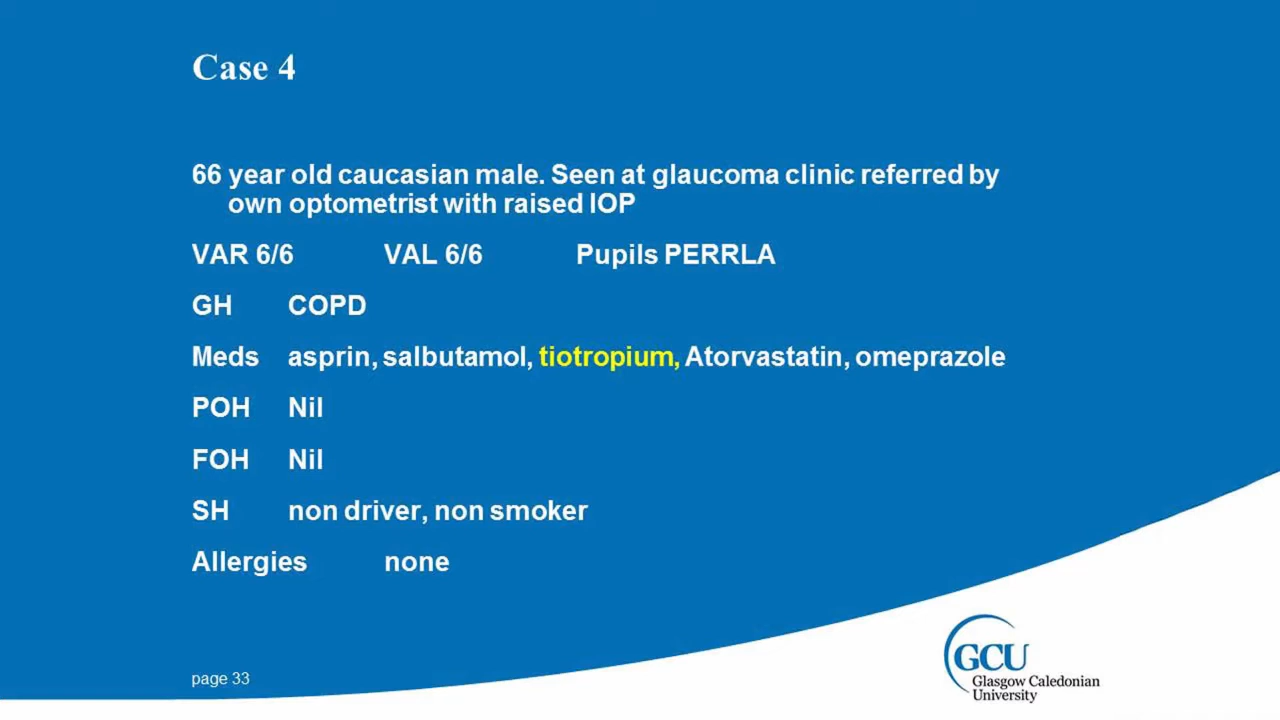 Case 4
66 year old caucasian male. Seen at glaucoma clinic referred by
own optometrist with raised IOP
VAR 6/6 VAL 6/6 Pupils PERRLA
GH COPD
Meds asprin, salbutamol, tiotropium, Atorvastatin, omeprazole
POH Nil
FOH Nil
SH non driver, non smoker
Allergies none
page 33
GCU
Glasgow Caledonian
University